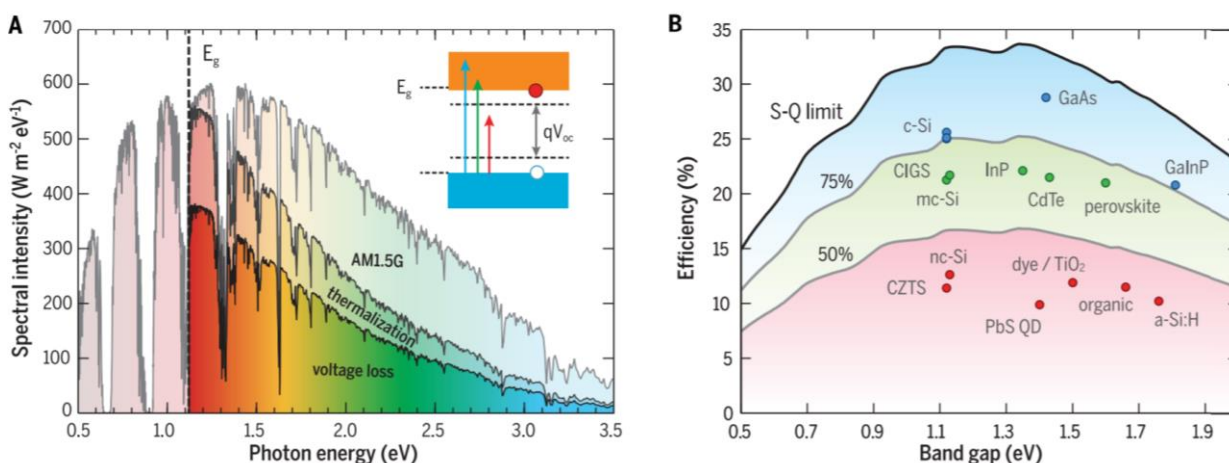 A
700
600
500
400
300
200
100
0
Spectral intensity (W m⁻² eV⁻¹)
E_g
E_g
qV_oc
AM1.5G
thermalization
voltage loss
0.5 1.0 1.5 2.0 2.5 3.0 3.5
Photon energy (eV)
B
35
30
25
20
15
10
5
0
Efficiency (%)
S-Q limit
GaAs
c-Si
75%
CIGS
InP
GaInP
mc-Si
CdTe
perovskite
50%
nc-Si
dye / TiO₂
CZTS
organic
PbS QD
a-Si:H
0.5 0.7 0.9 1.1 1.3 1.5 1.7 1.9
Band gap (eV)